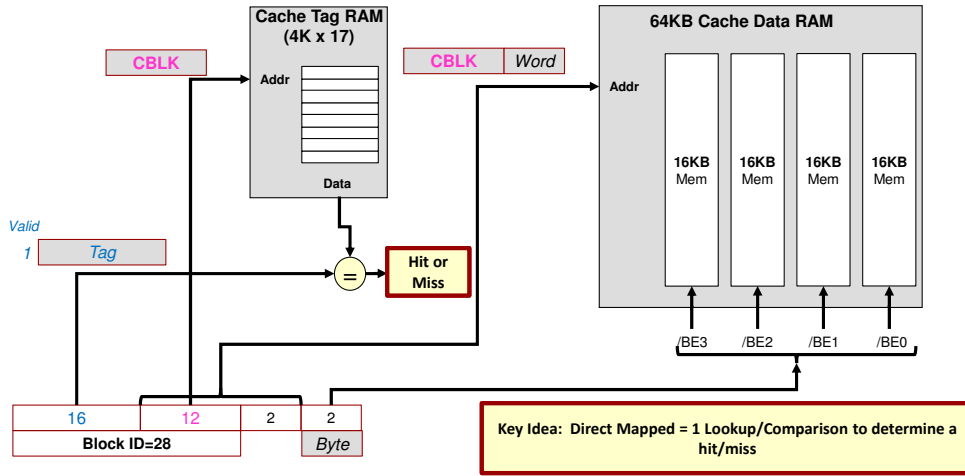 Cache Tag RAM
(4K x 17)
64KB Cache Data RAM
CBLK
CBLK Word
Addr
Addr
16KB
Mem
16KB
Mem
16KB
Mem
16KB
Mem
Data
Valid
1 Tag
=
Hit or
Miss
/BE3 /BE2 /BE1 /BE0
16 12 2 2
Block ID=28 Byte
Key Idea: Direct Mapped = 1 Lookup/Comparison to determine a
hit/miss